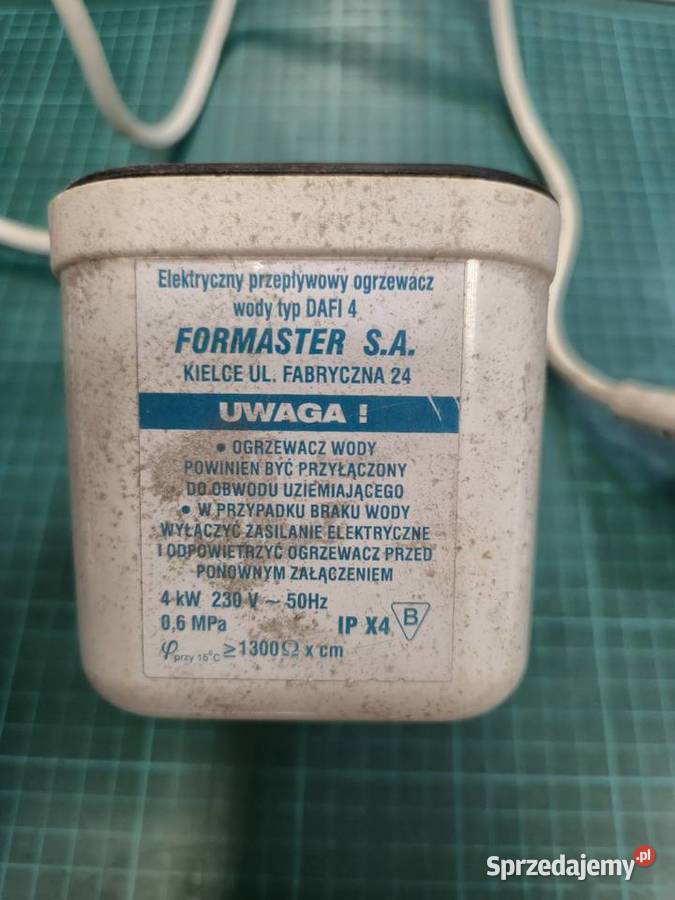 Elektryczny przepływowy ogrzewacz
wody typ DAFI 4
FORMASTER S.A.
KIELCE UL. FABRYCZNA 24
UWAGA !
• OGRZEWACZ WODY
POWINIEN BYĆ PRZYŁĄCZONY
DO OBWODU UZIEMIAJĄCEGO
• W PRZYPADKU BRAKU WODY
WYŁĄCZYĆ ZASILANIE ELEKTRYCZNE
I ODPOWIETRZYĆ OGRZEWACZ PRZED
PONOWNYM ZAŁĄCZENIEM
4 kW 230 V ~ 50Hz
0,6 MPa IP X4 B
φ przy 15°C ≥1300Ω x cm
Sprzedajemy.pl